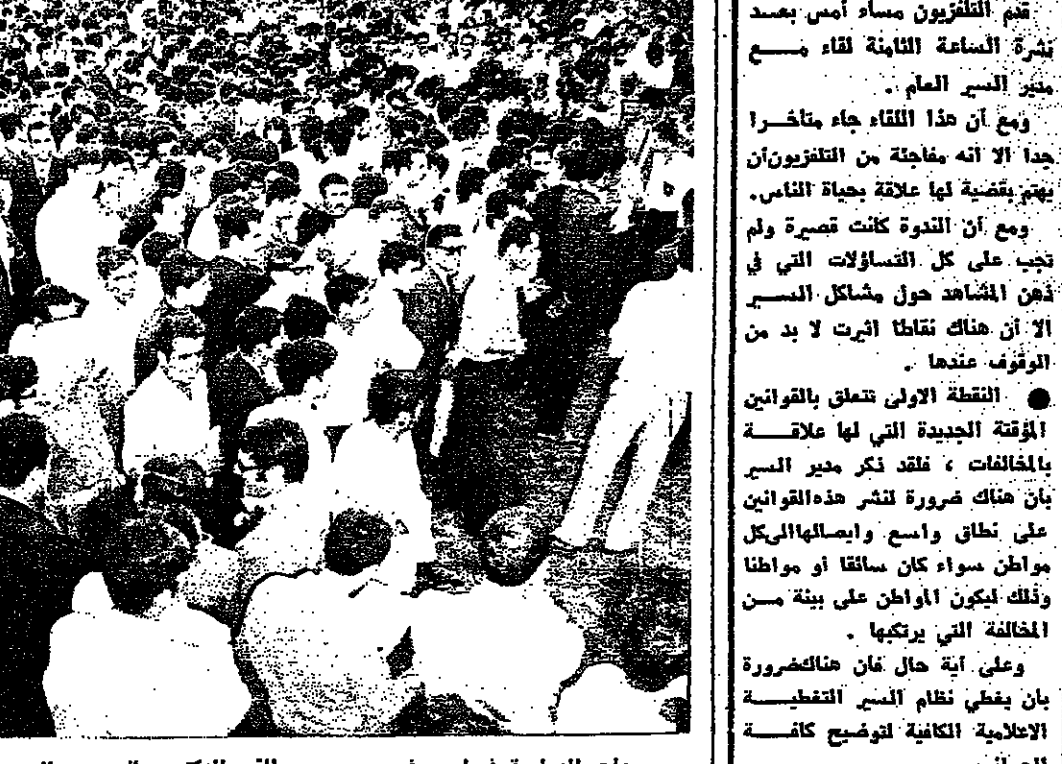 قدم التلفزيون مساء أمس بعد
نشرة الساعة الثامنة لقاء مع
مدير السير العام .
ومع أن هذا اللقاء جاء متأخرا
جدا الا أنه مفاجئة من التلفزيون أن
يهتم بقضية لها علاقة بحياة الناس.
ومع أن الندوة كانت قصيرة ولم
تجب على كل التساؤلات التي في
ذهن المشاهد حول مشاكل السير
الا أن هناك نقاطا اثيرت لا بد من
الوقوف عندها .
● النقطة الاولى تتعلق بالقوانين
المؤقتة الجديدة التي لها علاقة
بالمخالفات ، فلقد ذكر مدير السير
بان هناك ضرورة لنشر هذه القوانين
على نطاق واسع وايصالها الى كل
مواطن سواء كان سائقا أو مواطنا
وذلك ليكون المواطن على بينة من
المخالفة التي يرتكبها .
وعلى أية حال فان هناك ضرورة
بان يغطي نظام السير التغطية
الاعلامية الكافية لتوضيح كافة